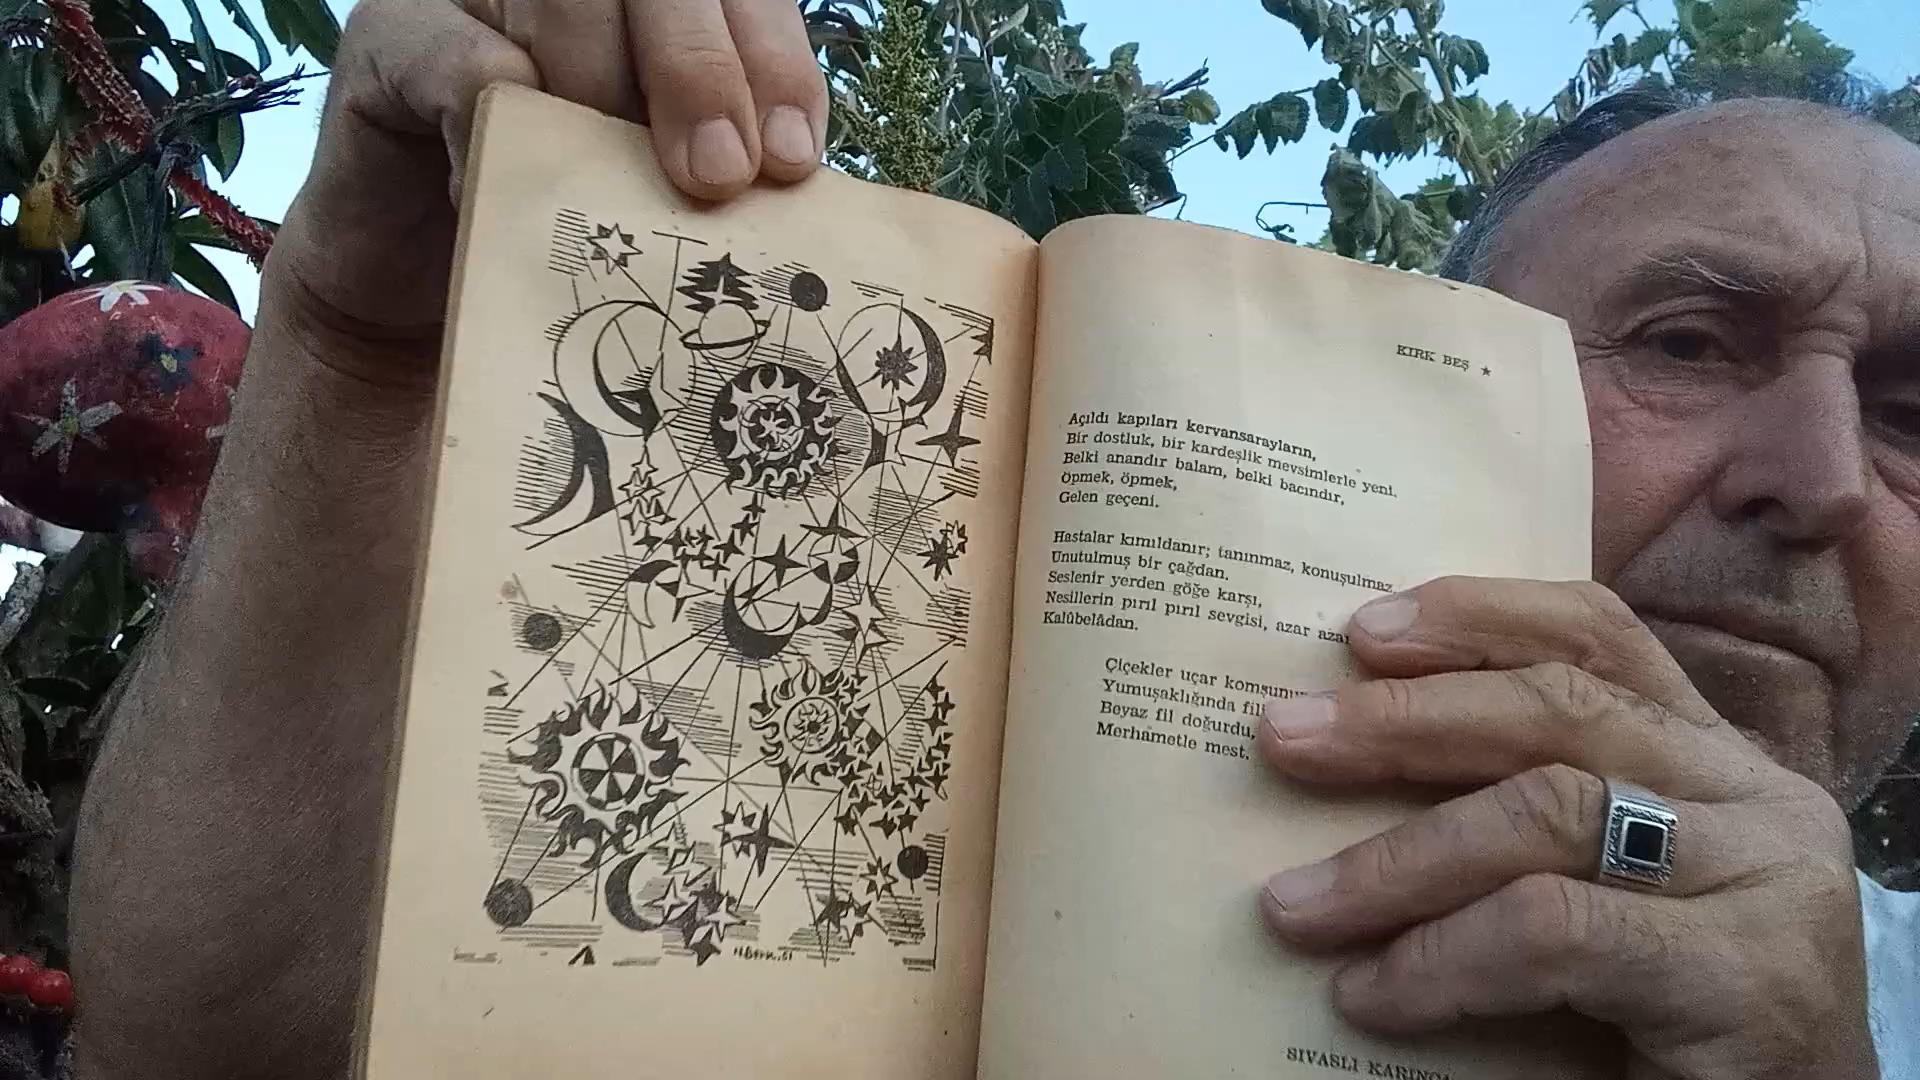 KIRK BEŞ ★
Açıldı kapıları kervansarayların,
Bir dostluk, bir kardeşlik mevsimlerle yeni.
Belki anandır balam, belki bacındır,
Öpmek, öpmek,
Gelen geçeni.
Hastalar kımıldanır; tanınmaz, konuşulmaz
Unutulmuş bir çağdan.
Seslenir yerden göğe karşı,
Nesillerin pırıl pırıl sevgisi, azar azar
Kalûbelâdan.
Çiçekler uçar
Yumuşaklığında
Beyaz fil doğurdu,
Merhametle mest.
SIVASLI